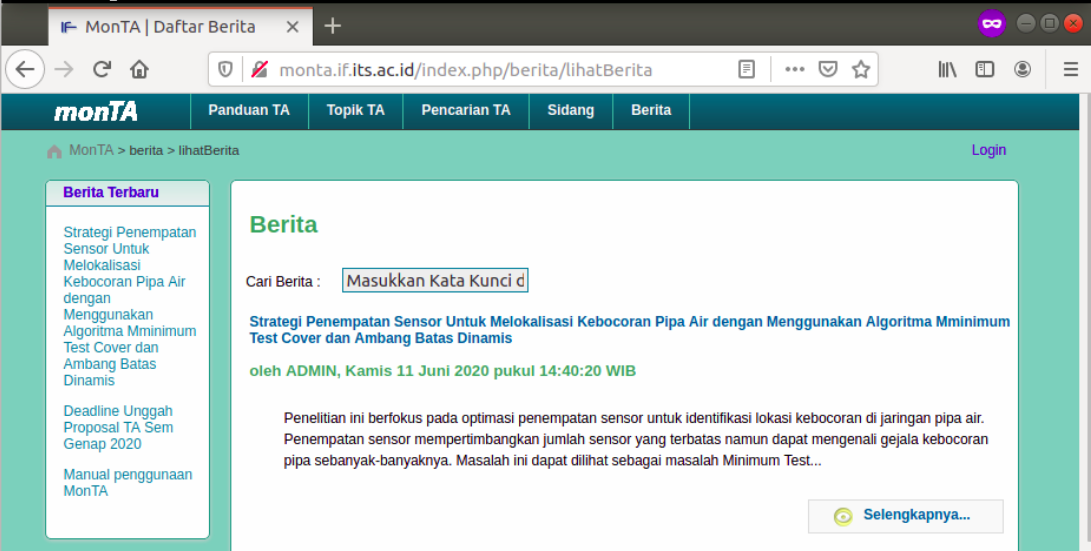 IF MonTA | Daftar Berita
monta.if.its.ac.id/index.php/berita/lihatBerita
monTA
Panduan TA
Topik TA
Pencarian TA
Sidang
Berita
MonTA > berita > lihatBerita
Login
Berita Terbaru
Strategi Penempatan
Sensor Untuk
Melokalisasi
Kebocoran Pipa Air
dengan
Menggunakan
Algoritma Mminimum
Test Cover dan
Ambang Batas
Dinamis
Deadline Unggah
Proposal TA Sem
Genap 2020
Manual penggunaan
MonTA
Berita
Cari Berita :
Masukkan Kata Kunci d
Strategi Penempatan Sensor Untuk Melokalisasi Kebocoran Pipa Air dengan Menggunakan Algoritma Mminimum
Test Cover dan Ambang Batas Dinamis
oleh ADMIN, Kamis 11 Juni 2020 pukul 14:40:20 WIB
Penelitian ini berfokus pada optimasi penempatan sensor untuk identifikasi lokasi kebocoran di jaringan pipa air.
Penempatan sensor mempertimbangkan jumlah sensor yang terbatas namun dapat mengenali gejala kebocoran
pipa sebanyak-banyaknya. Masalah ini dapat dilihat sebagai masalah Minimum Test...
Selengkapnya...